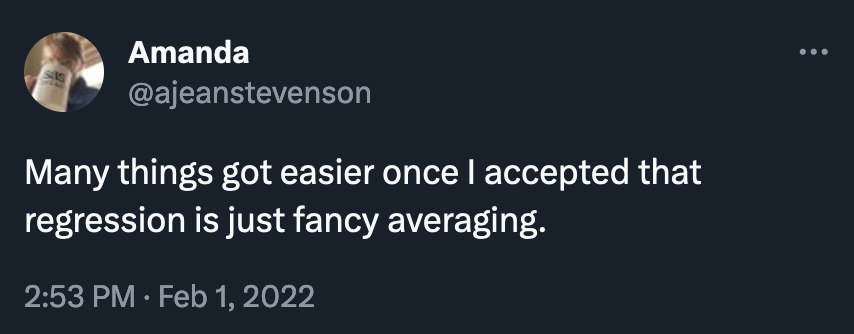 Amanda
@ajeanstevenson
Many things got easier once I accepted that
regression is just fancy averaging.
2:53 PM · Feb 1, 2022